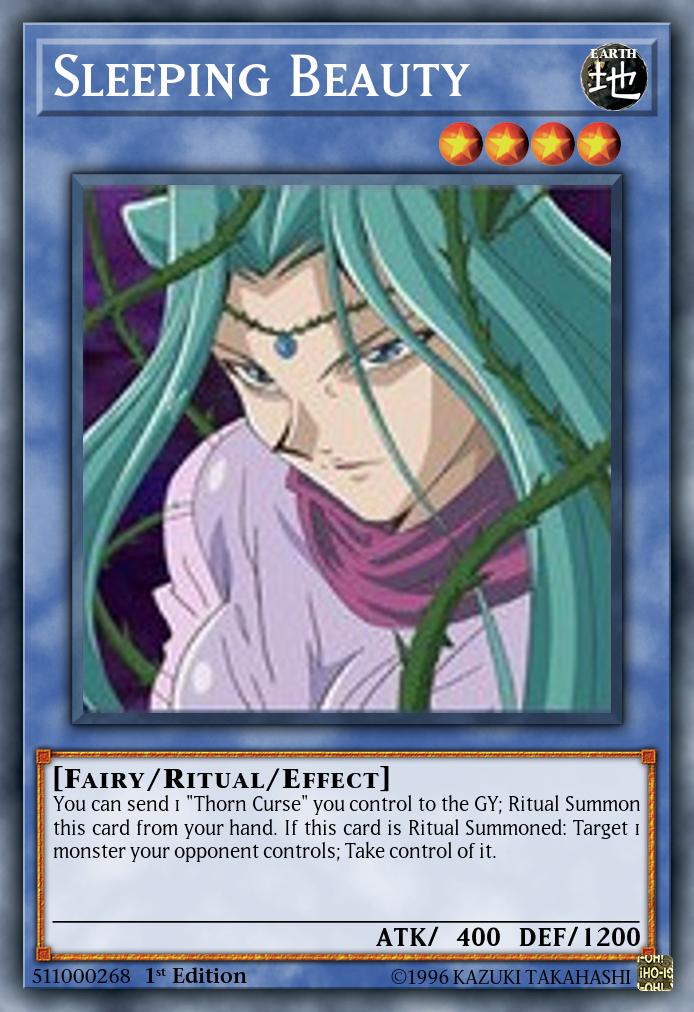 Sleeping Beauty
EARTH
地
[Fairy/Ritual/Effect]
You can send 1 "Thorn Curse" you control to the GY; Ritual Summon
this card from your hand. If this card is Ritual Summoned: Target 1
monster your opponent controls; Take control of it.
ATK/ 400 DEF/1200
511000268 1st Edition
©1996 KAZUKI TAKAHASHI